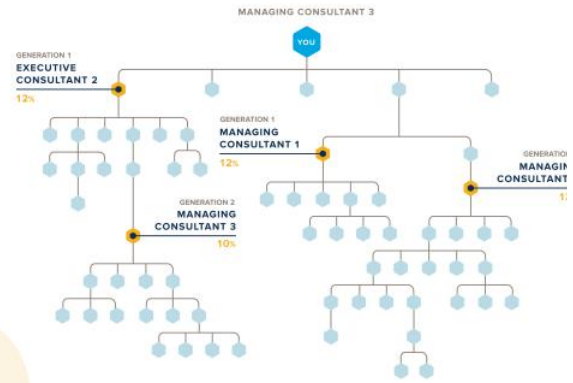 MANAGING CONSULTANT 3
YOU
GENERATION 1
EXECUTIVE
CONSULTANT 2
12%
GENERATION 1
MANAGING
CONSULTANT 1
12%
GENERATION 2
MANAGING
CONSULTANT 3
10%